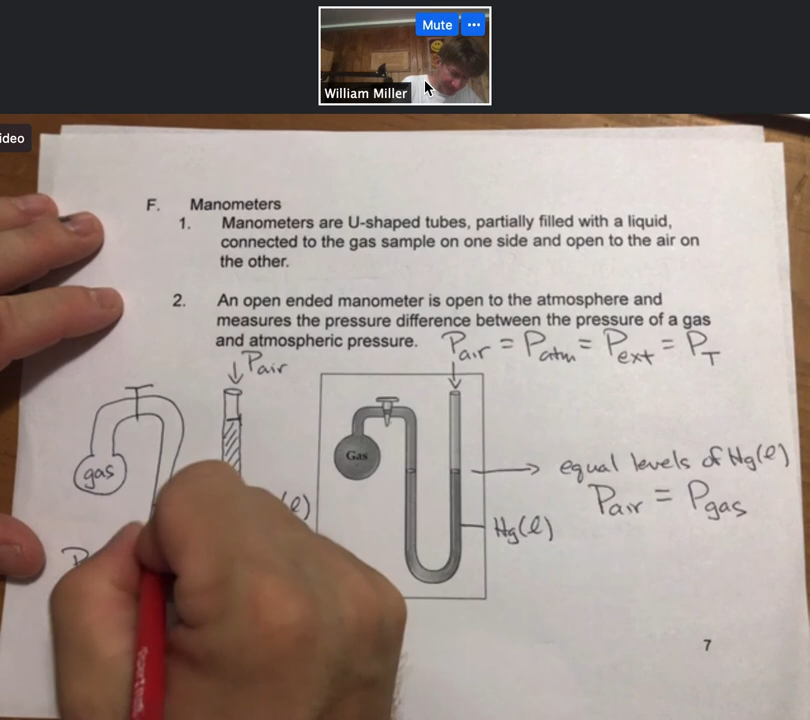 Mute
William Miller
ideo
F. Manometers
1. Manometers are U-shaped tubes, partially filled with a liquid,
connected to the gas sample on one side and open to the air on
the other.
2. An open ended manometer is open to the atmosphere and
measures the pressure difference between the pressure of a gas
and atmospheric pressure.
Pair = Patm = Pext = PT
Pair
gas
Gas
equal levels of Hg(l)
Pair = Pgas
(l)
Hg(l)
P
7